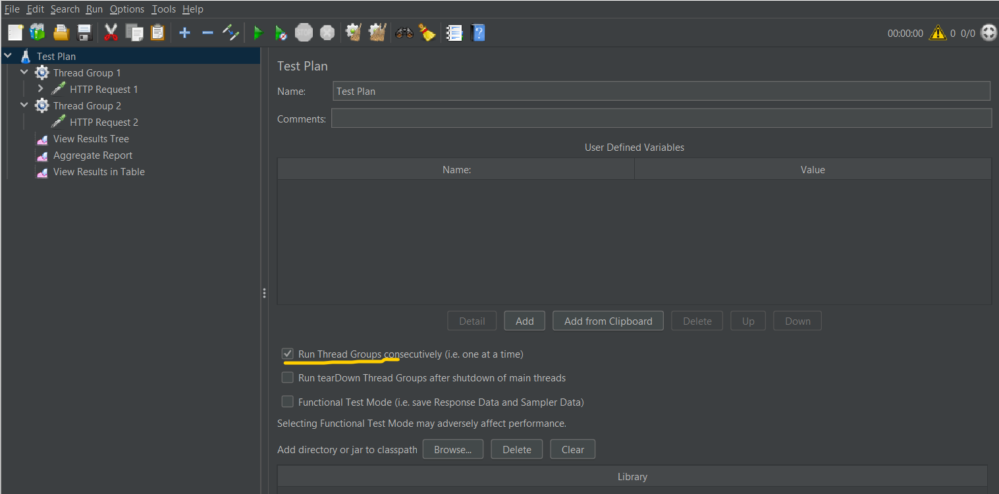 File Edit Search Run Options Tools Help
STOP 00:00:00 0 0/0
Test Plan
Thread Group 1
HTTP Request 1
Thread Group 2
HTTP Request 2
View Results Tree
Aggregate Report
View Results in Table
Test Plan
Name: Test Plan
Comments:
User Defined Variables
Name: Value
Detail Add Add from Clipboard Delete Up Down
Run Thread Groups consecutively (i.e. one at a time)
Run tearDown Thread Groups after shutdown of main threads
Functional Test Mode (i.e. save Response Data and Sampler Data)
Selecting Functional Test Mode may adversely affect performance.
Add directory or jar to classpath Browse... Delete Clear
Library